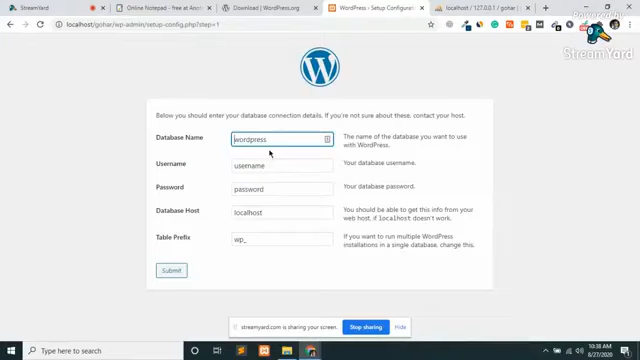 StreamYard
Online Notepad - free at Anon
Download | WordPress.org
WordPress › Setup Configurati
localhost / 127.0.0.1 / gohar /
localhost/gohar/wp-admin/setup-config.php?step=1
Powered by
StreamYard
Below you should enter your database connection details. If you're not sure about these, contact your host.
Database Name
wordpress
The name of the database you want to use
with WordPress.
Username
username
Your database username.
Password
password
Your database password.
Database Host
localhost
You should be able to get this info from your
web host, if localhost doesn't work.
Table Prefix
wp_
If you want to run multiple WordPress
installations in a single database, change this.
Submit
streamyard.com is sharing your screen.
Stop sharing
Hide
Type here to search
10:38 AM
8/27/2020